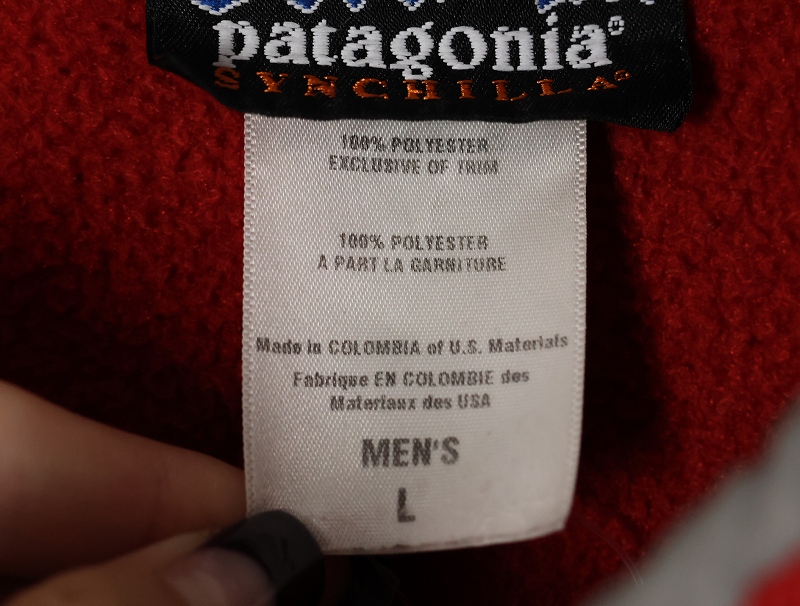 patagonia®
SYNCHILLA®
100% POLYESTER
EXCLUSIVE OF TRIM
100% POLYESTER
A PART LA GARNITURE
Made in COLOMBIA of U.S. Materials
Fabrique EN COLOMBIE des
Materiaux des USA
MEN'S
L